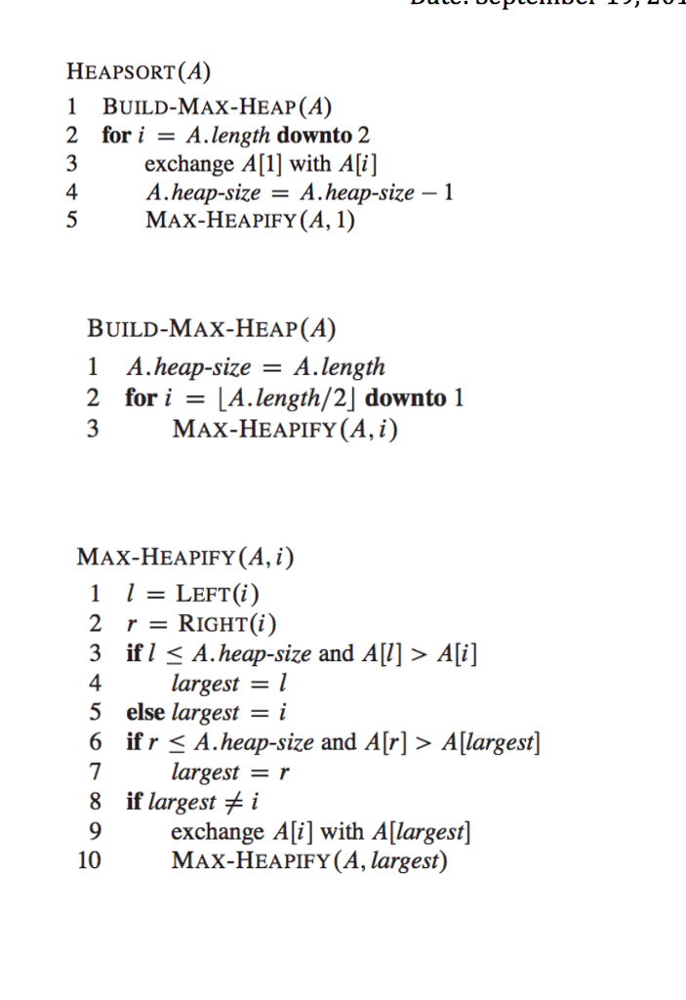 Date: September 19, 201
HEAPSORT(A)
1 BUILD-MAX-HEAP(A)
2 for i = A.length downto 2
3 exchange A[1] with A[i]
4 A.heap-size = A.heap-size − 1
5 MAX-HEAPIFY(A, 1)
BUILD-MAX-HEAP(A)
1 A.heap-size = A.length
2 for i = ⌊A.length/2⌋ downto 1
3 MAX-HEAPIFY(A, i)
MAX-HEAPIFY(A, i)
1 l = LEFT(i)
2 r = RIGHT(i)
3 if l ≤ A.heap-size and A[l] > A[i]
4 largest = l
5 else largest = i
6 if r ≤ A.heap-size and A[r] > A[largest]
7 largest = r
8 if largest ≠ i
9 exchange A[i] with A[largest]
10 MAX-HEAPIFY(A, largest)